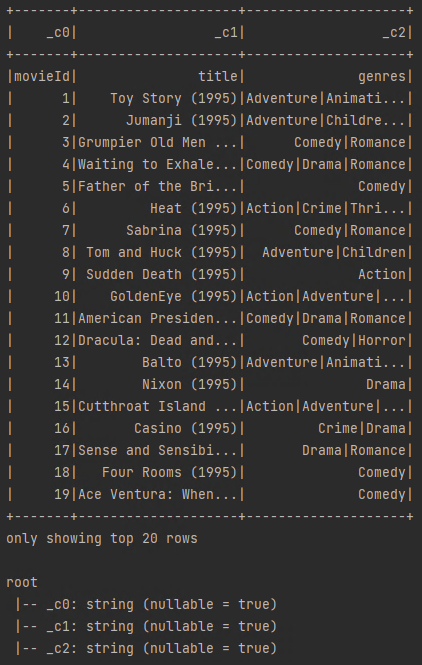 +-------+--------------------+--------------------+
|    _c0|                 _c1|                 _c2|
+-------+--------------------+--------------------+
|movieId|               title|              genres|
|      1|    Toy Story (1995)|Adventure|Animati...|
|      2|      Jumanji (1995)|Adventure|Childre...|
|      3|Grumpier Old Men ...|      Comedy|Romance|
|      4|Waiting to Exhale...|Comedy|Drama|Romance|
|      5|Father of the Bri...|              Comedy|
|      6|         Heat (1995)|Action|Crime|Thri...|
|      7|      Sabrina (1995)|      Comedy|Romance|
|      8| Tom and Huck (1995)|  Adventure|Children|
|      9| Sudden Death (1995)|              Action|
|     10|    GoldenEye (1995)|Action|Adventure|...|
|     11|American Presiden...|Comedy|Drama|Romance|
|     12|Dracula: Dead and...|       Comedy|Horror|
|     13|        Balto (1995)|Adventure|Animati...|
|     14|        Nixon (1995)|               Drama|
|     15|Cutthroat Island ...|Action|Adventure|...|
|     16|       Casino (1995)|         Crime|Drama|
|     17|Sense and Sensibi...|       Drama|Romance|
|     18|   Four Rooms (1995)|              Comedy|
|     19|Ace Ventura: When...|              Comedy|
+-------+--------------------+--------------------+
only showing top 20 rows
root
 |-- _c0: string (nullable = true)
 |-- _c1: string (nullable = true)
 |-- _c2: string (nullable = true)